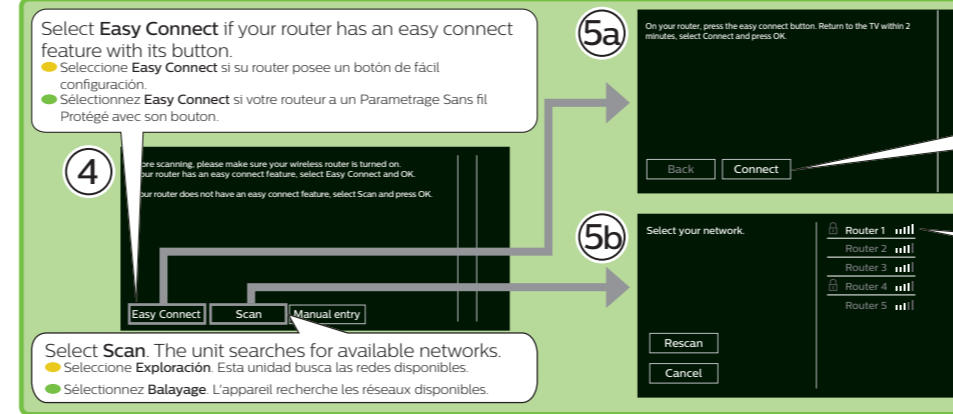 Select Easy Connect if your router has an easy connect
feature with its button.
Seleccione Easy Connect si su router posee un botón de fácil
configuración.
Sélectionnez Easy Connect si votre routeur a un Parametrage Sans fil
Protégé avec son bouton.
4
scanning, please make sure your wireless router is turned on.
router has an easy connect feature, select Easy Connect and OK.
router does not have an easy connect feature, select Scan and press OK.
Easy Connect Scan Manual entry
Select Scan. The unit searches for available networks.
Seleccione Exploración. Esta unidad busca las redes disponibles.
Sélectionnez Balayage. L'appareil recherche les réseaux disponibles.
5a
On your router, press the easy connect button. Return to the TV within 2
minutes, select Connect and press OK.
Back Connect
5b
Select your network.
Router 1
Router 2
Router 3
Router 4
Router 5
Rescan
Cancel